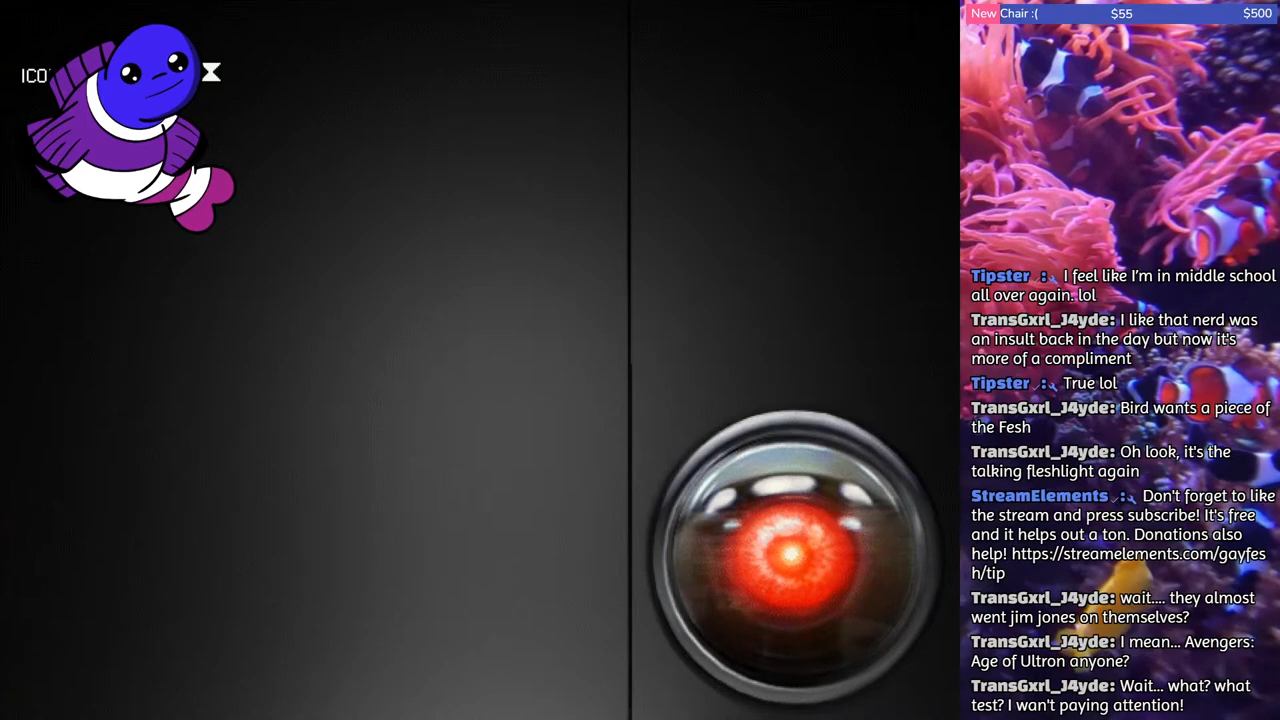 ICO
New Chair :( $55 $500
Tipster : I feel like I'm in middle school
all over again. lol
TransGxrl_J4yde: I like that nerd was
an insult back in the day but now it's
more of a compliment
Tipster : True lol
TransGxrl_J4yde: Bird wants a piece of
the Fesh
TransGxrl_J4yde: Oh look, it's the
talking fleshlight again
StreamElements : Don't forget to like
the stream and press subscribe! It's free
and it helps out a ton. Donations also
help! https://streamelements.com/gayfes
h/tip
TransGxrl_J4yde: wait.... they almost
went jim jones on themselves?
TransGxrl_J4yde: I mean... Avengers:
Age of Ultron anyone?
TransGxrl_J4yde: Wait... what? what
test? I wan't paying attention!